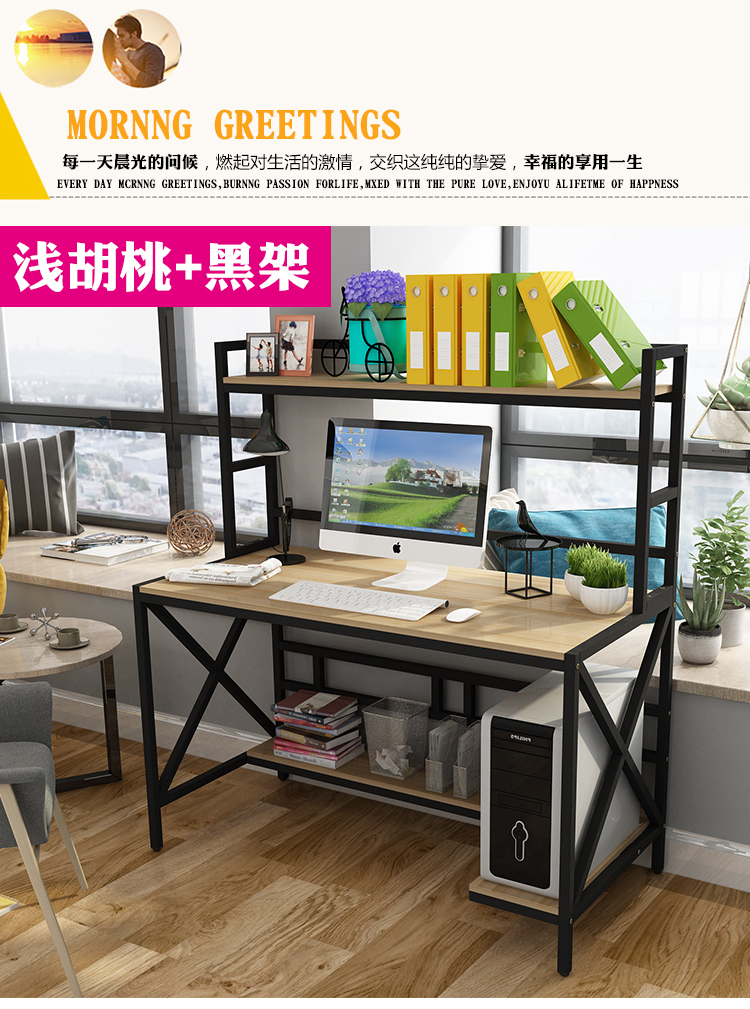 MORNNG GREETINGS
每一天晨光的问候，燃起对生活的激情，交织这纯纯的挚爱，幸福的享用一生
EVERY DAY MCRNNG GREETINGS,BURNNG PASSION FORLIFE,MXED WITH THE PURE LOVE,ENJOYU ALIFETME OF HAPPNESS
浅胡桃+黑架